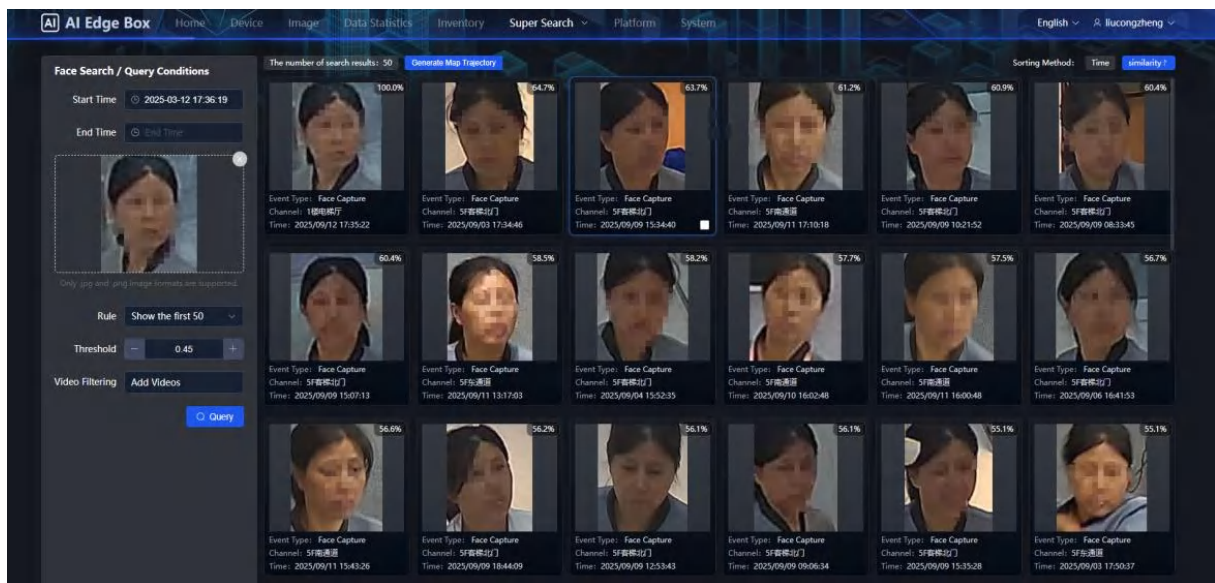 AI AI Edge Box
Home Device Image Data Statistics Inventory Super Search Platform System
English liucongzheng
Face Search / Query Conditions
Start Time 2025-03-12 17:36:19
End Time End Time
Only .jpg and .png image formats are supported.
Rule Show the first 50
Threshold - 0.45 +
Video Filtering Add Videos
Query
The number of search results: 50 Generate Map Trajectory
Sorting Method: Time similarity↑
100.0%
Event Type: Face Capture
Channel: 1楼电梯厅
Time: 2025/09/12 17:35:22
64.7%
Event Type: Face Capture
Channel: 5F客梯北门
Time: 2025/09/03 17:34:46
63.7%
Event Type: Face Capture
Channel: 5F客梯北门
Time: 2025/09/09 15:34:40
61.2%
Event Type: Face Capture
Channel: 5F南通道
Time: 2025/09/11 17:10:18
60.9%
Event Type: Face Capture
Channel: 5F客梯北门
Time: 2025/09/09 10:21:52
60.4%
Event Type: Face Capture
Channel: 5F客梯北门
Time: 2025/09/09 08:33:45
60.4%
Event Type: Face Capture
Channel: 5F客梯北门
Time: 2025/09/09 15:07:13
58.5%
Event Type: Face Capture
Channel: 5F东通道
Time: 2025/09/11 13:17:03
58.2%
Event Type: Face Capture
Channel: 5F客梯北门
Time: 2025/09/04 15:52:35
57.7%
Event Type: Face Capture
Channel: 5F南通道
Time: 2025/09/10 16:02:48
57.5%
Event Type: Face Capture
Channel: 5F南通道
Time: 2025/09/11 16:00:48
56.7%
Event Type: Face Capture
Channel: 5F客梯北门
Time: 2025/09/06 16:41:53
56.6%
Event Type: Face Capture
Channel: 5F南通道
Time: 2025/09/11 15:43:26
56.2%
Event Type: Face Capture
Channel: 5F客梯北门
Time: 2025/09/09 18:44:09
56.1%
Event Type: Face Capture
Channel: 5F客梯北门
Time: 2025/09/09 12:53:43
56.1%
Event Type: Face Capture
Channel: 5F客梯北门
Time: 2025/09/09 09:06:34
55.1%
Event Type: Face Capture
Channel: 5F客梯北门
Time: 2025/09/09 15:35:28
55.1%
Event Type: Face Capture
Channel: 5F东通道
Time: 2025/09/03 17:50:37